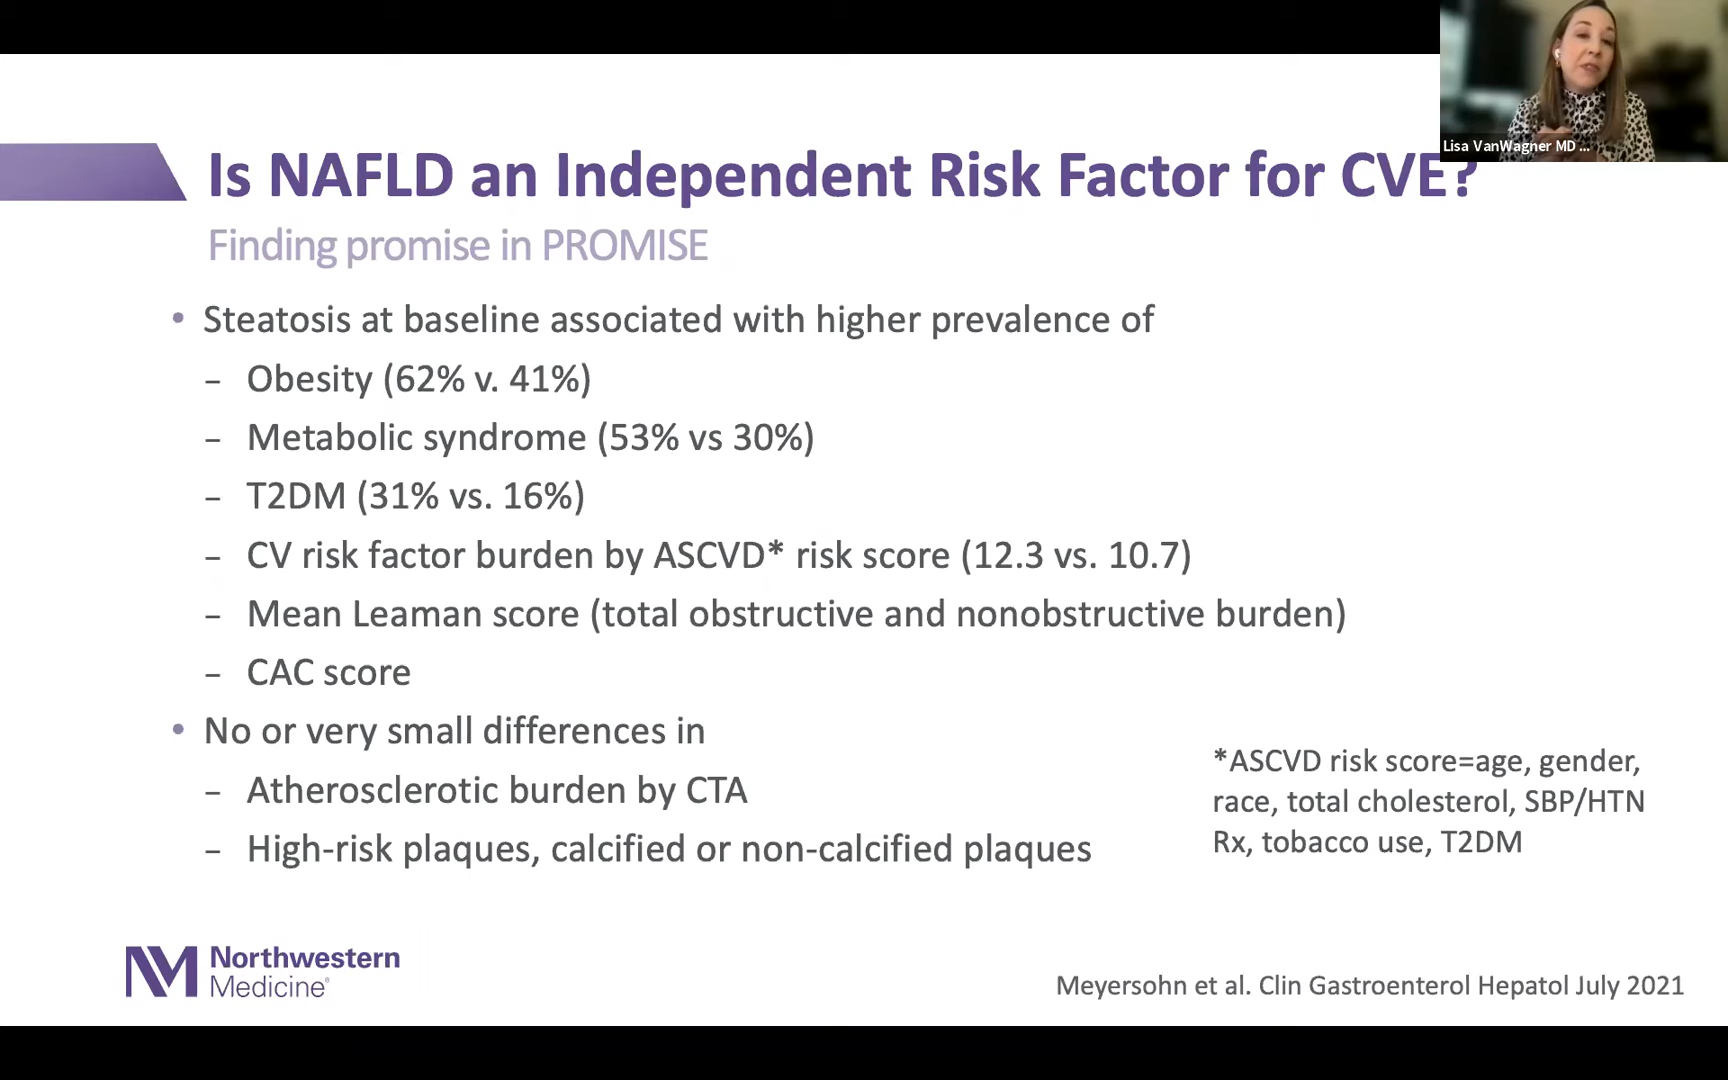 Lisa VanWagner MD ...
Is NAFLD an Independent Risk Factor for CVE?
Finding promise in PROMISE
• Steatosis at baseline associated with higher prevalence of
– Obesity (62% v. 41%)
– Metabolic syndrome (53% vs 30%)
– T2DM (31% vs. 16%)
– CV risk factor burden by ASCVD* risk score (12.3 vs. 10.7)
– Mean Leaman score (total obstructive and nonobstructive burden)
– CAC score
• No or very small differences in
– Atherosclerotic burden by CTA
– High-risk plaques, calcified or non-calcified plaques
*ASCVD risk score=age, gender,
race, total cholesterol, SBP/HTN
Rx, tobacco use, T2DM
NM Northwestern
Medicine®
Meyersohn et al. Clin Gastroenterol Hepatol July 2021